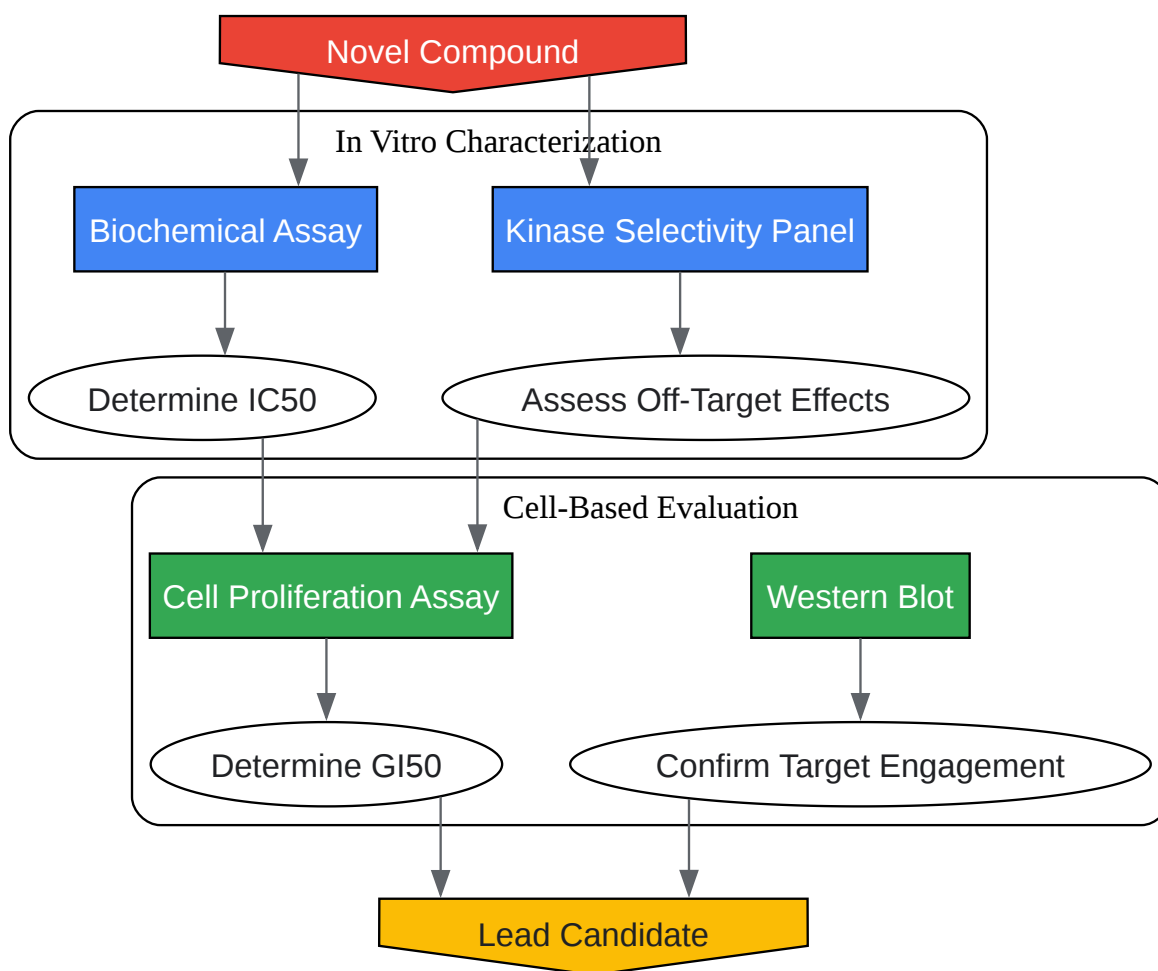 Novel Compound
In Vitro Characterization
Biochemical Assay
Kinase Selectivity Panel
Determine IC50
Assess Off-Target Effects
Cell-Based Evaluation
Cell Proliferation Assay
Western Blot
Determine GI50
Confirm Target Engagement
Lead Candidate